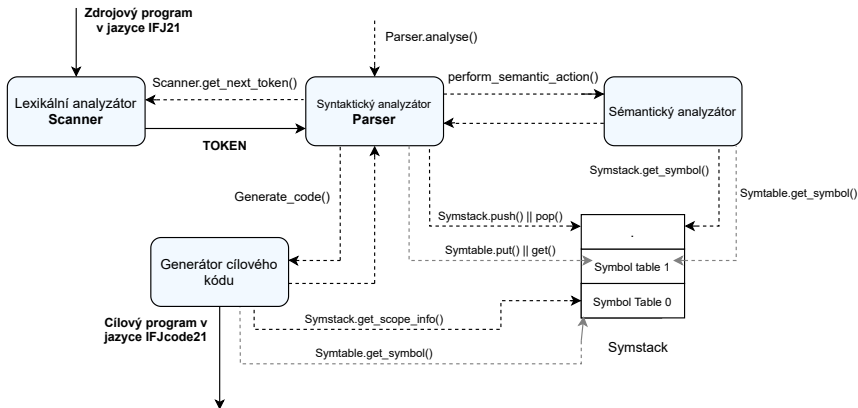 Zdrojový program
v jazyce IFJ21
Parser.analyse()
Scanner.get_next_token()
perform_semantic_action()
Lexikální analyzátor
Scanner
Syntaktický analyzátor
Parser
Sémantický analyzátor
TOKEN
Symstack.get_symbol()
Symtable.get_symbol()
Generate_code()
Symstack.push() || pop()
.
Symtable.put() || get()
Symbol table 1
Generátor cílového
kódu
Symbol Table 0
Cílový program v
jazyce IFJcode21
Symstack.get_scope_info()
Symtable.get_symbol()
Symstack